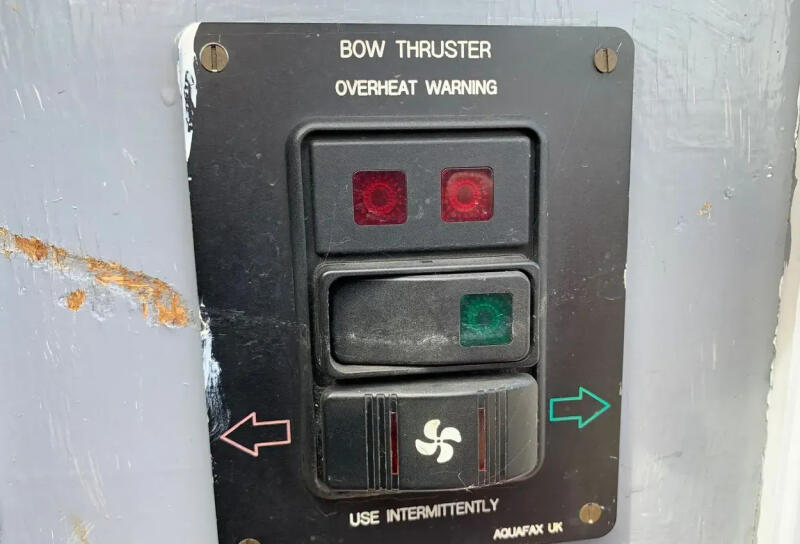 BOW THRUSTER
OVERHEAT WARNING
USE INTERMITTENTLY
AQUAFAX UK